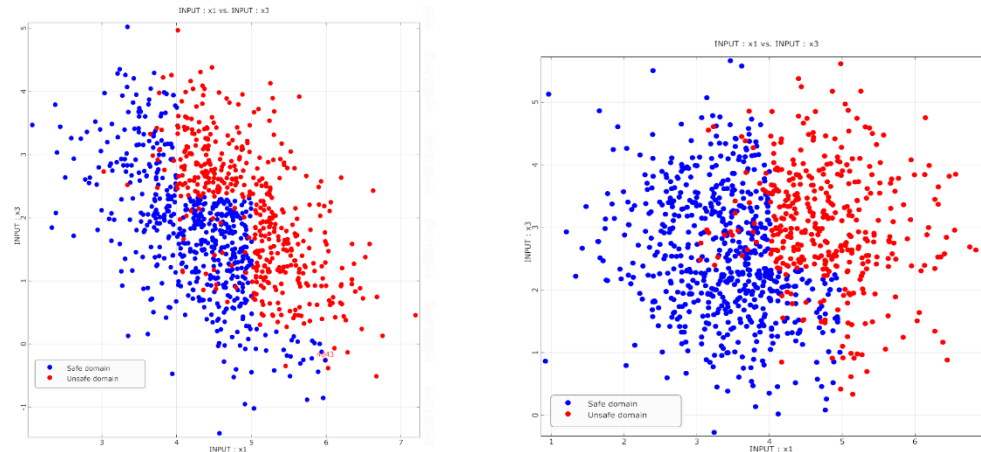 INPUT : x1 vs. INPUT : x3
5
4
3
2
1
0
-1
INPUT : x3
Safe domain
Unsafe domain
2
3
4
5
6
7
INPUT : x1
INPUT : x1 vs. INPUT : x3
5
4
3
2
1
0
INPUT : x3
Safe domain
Unsafe domain
1
2
3
4
5
6
INPUT : x1